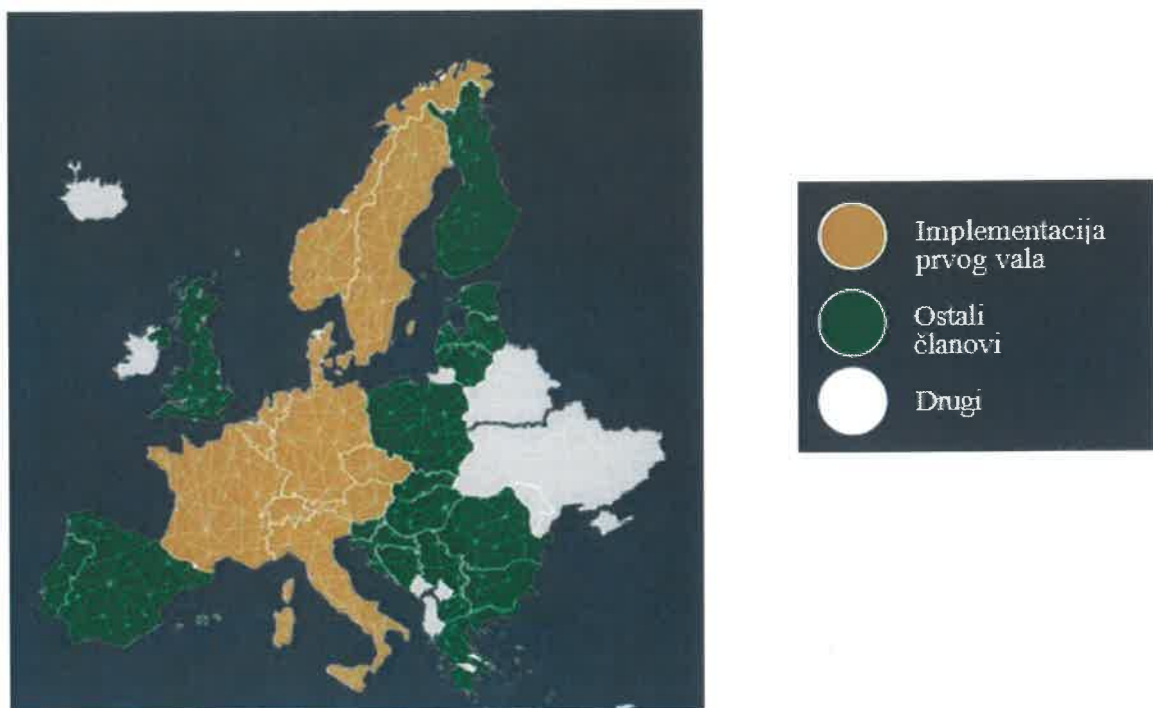 Implementacija
prvog vala
Ostali
članovi
Drugi